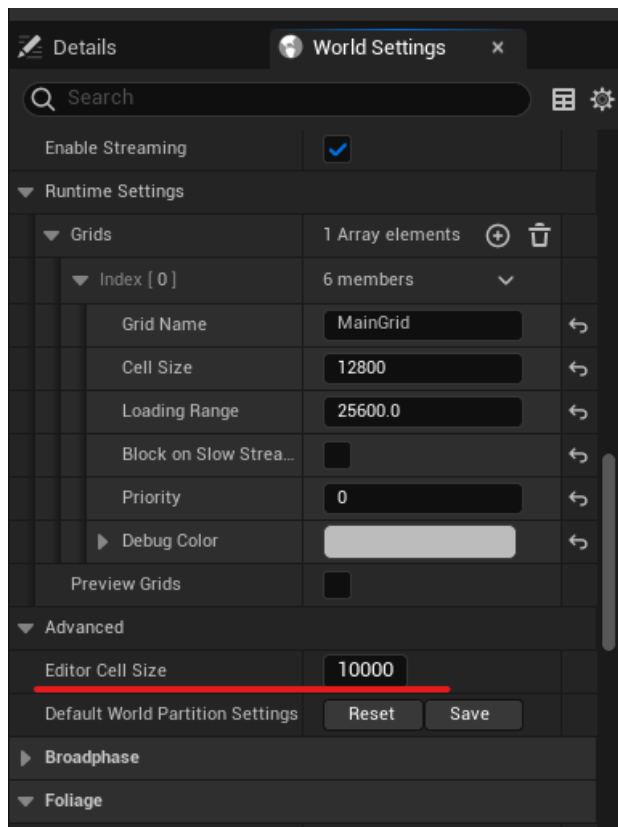 Details World Settings ×
Search
Enable Streaming
Runtime Settings
Grids 1 Array elements
Index [ 0 ] 6 members
Grid Name MainGrid
Cell Size 12800
Loading Range 25600.0
Block on Slow Strea...
Priority 0
Debug Color
Preview Grids
Advanced
Editor Cell Size 10000
Default World Partition Settings Reset Save
Broadphase
Foliage